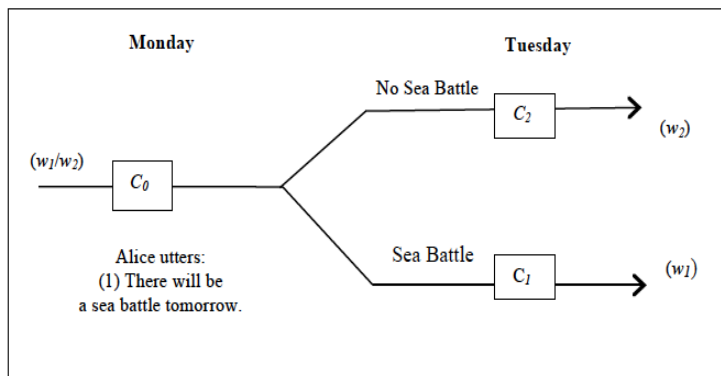 Monday
Tuesday
No Sea Battle
C2
(w2)
(w1/w2)
C0
Alice utters:
(1) There will be
a sea battle tomorrow.
Sea Battle
C1
(w1)